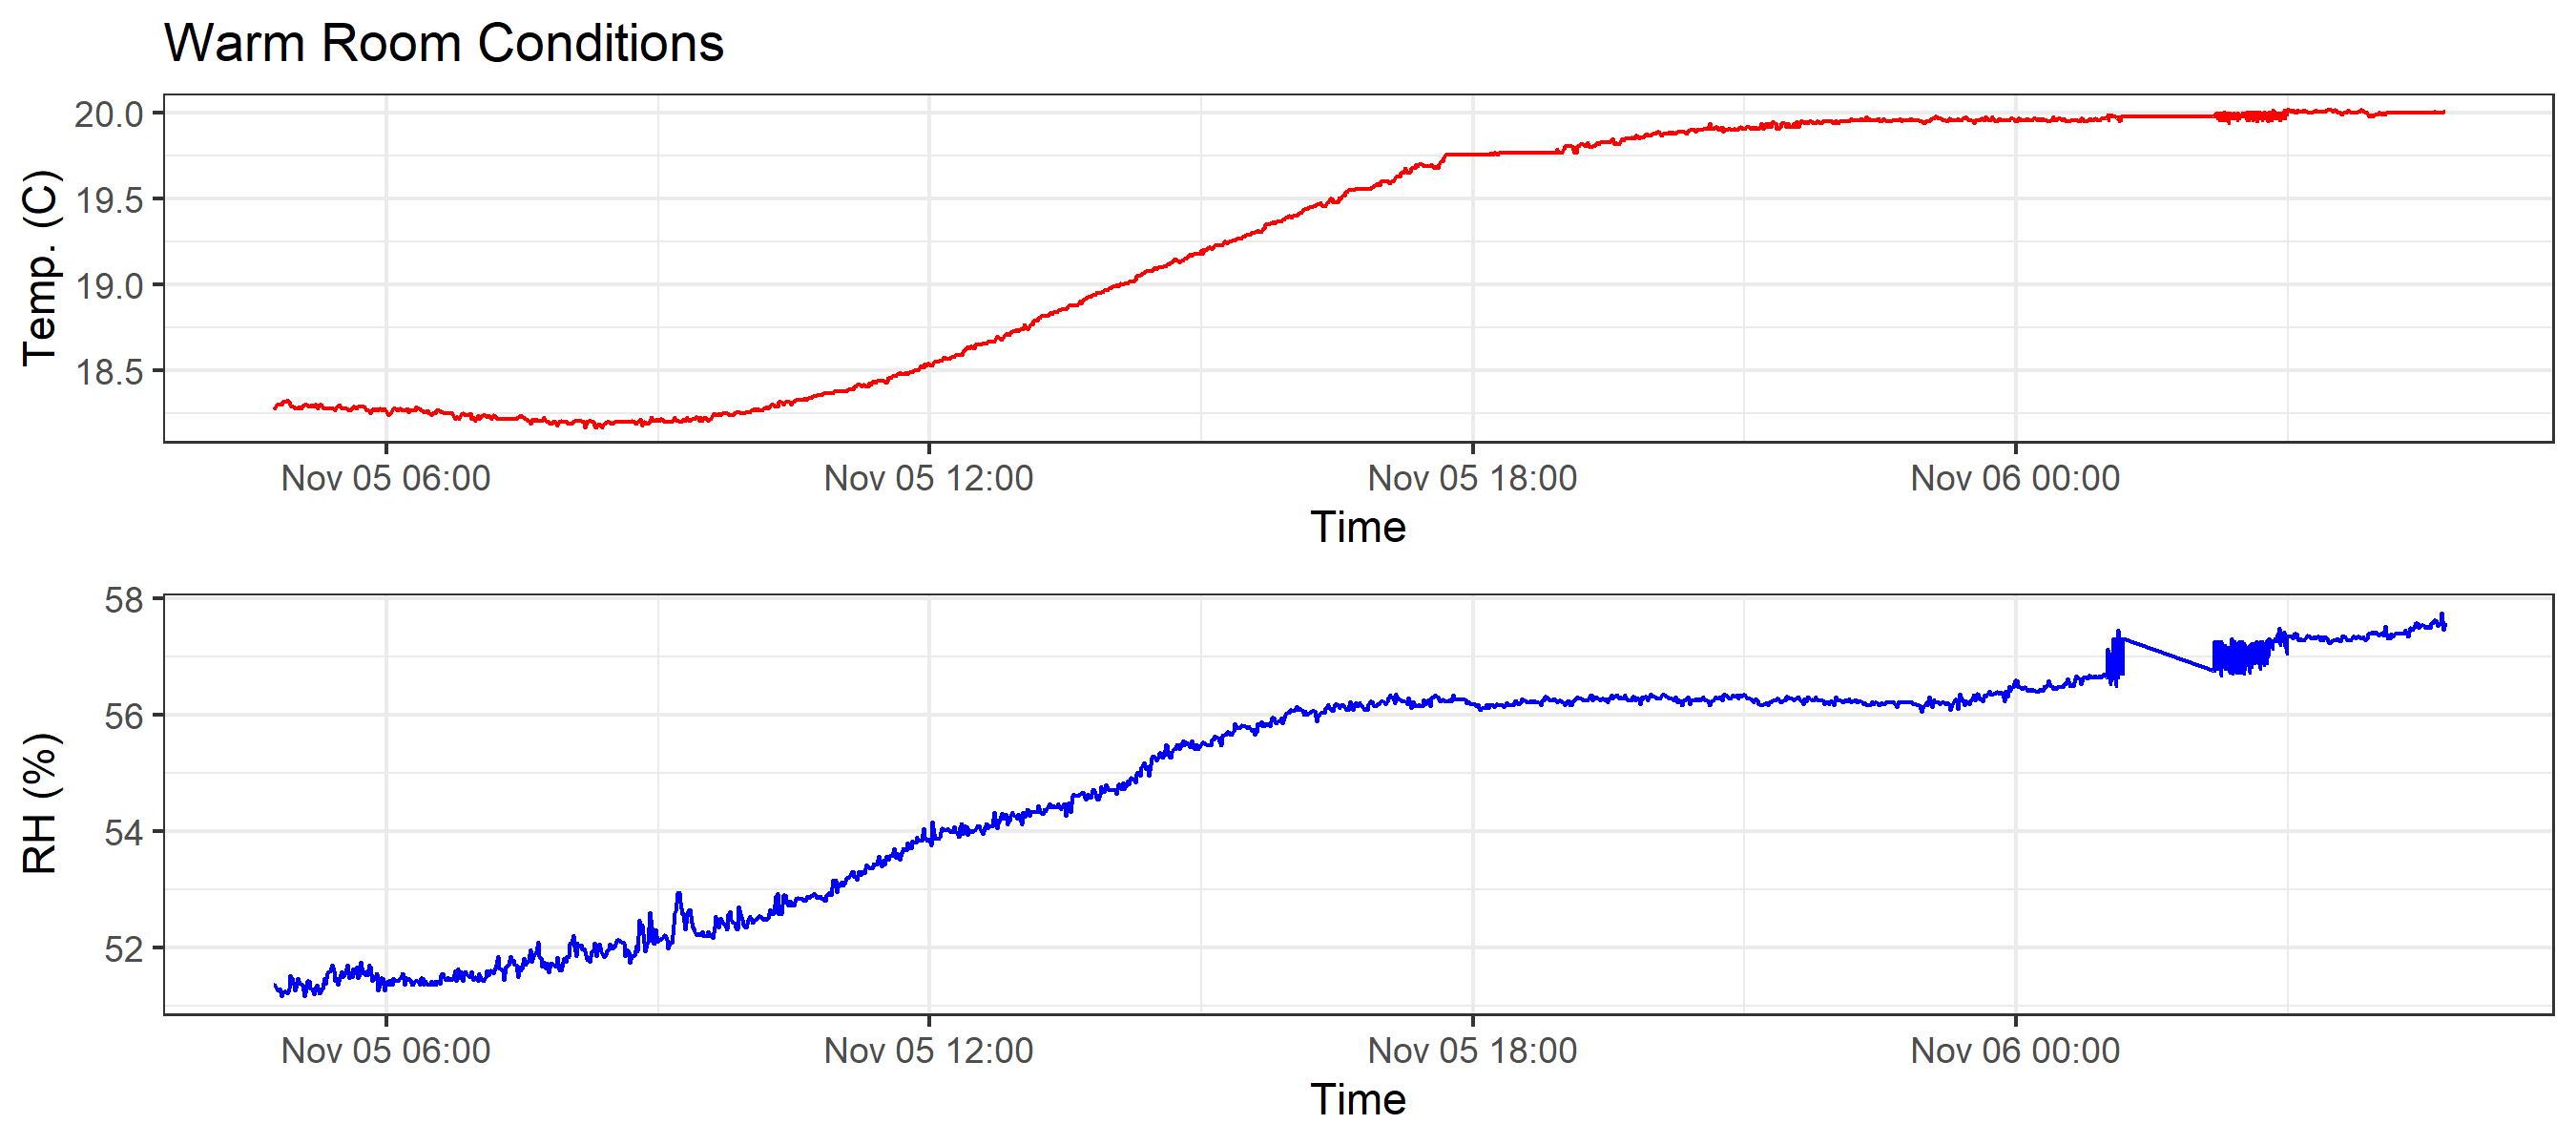 Warm Room Conditions
20.0
19.5
19.0
18.5
Temp. (C)
Nov 05 06:00 Nov 05 12:00 Nov 05 18:00 Nov 06 00:00
Time
58
56
54
52
RH (%)
Nov 05 06:00 Nov 05 12:00 Nov 05 18:00 Nov 06 00:00
Time